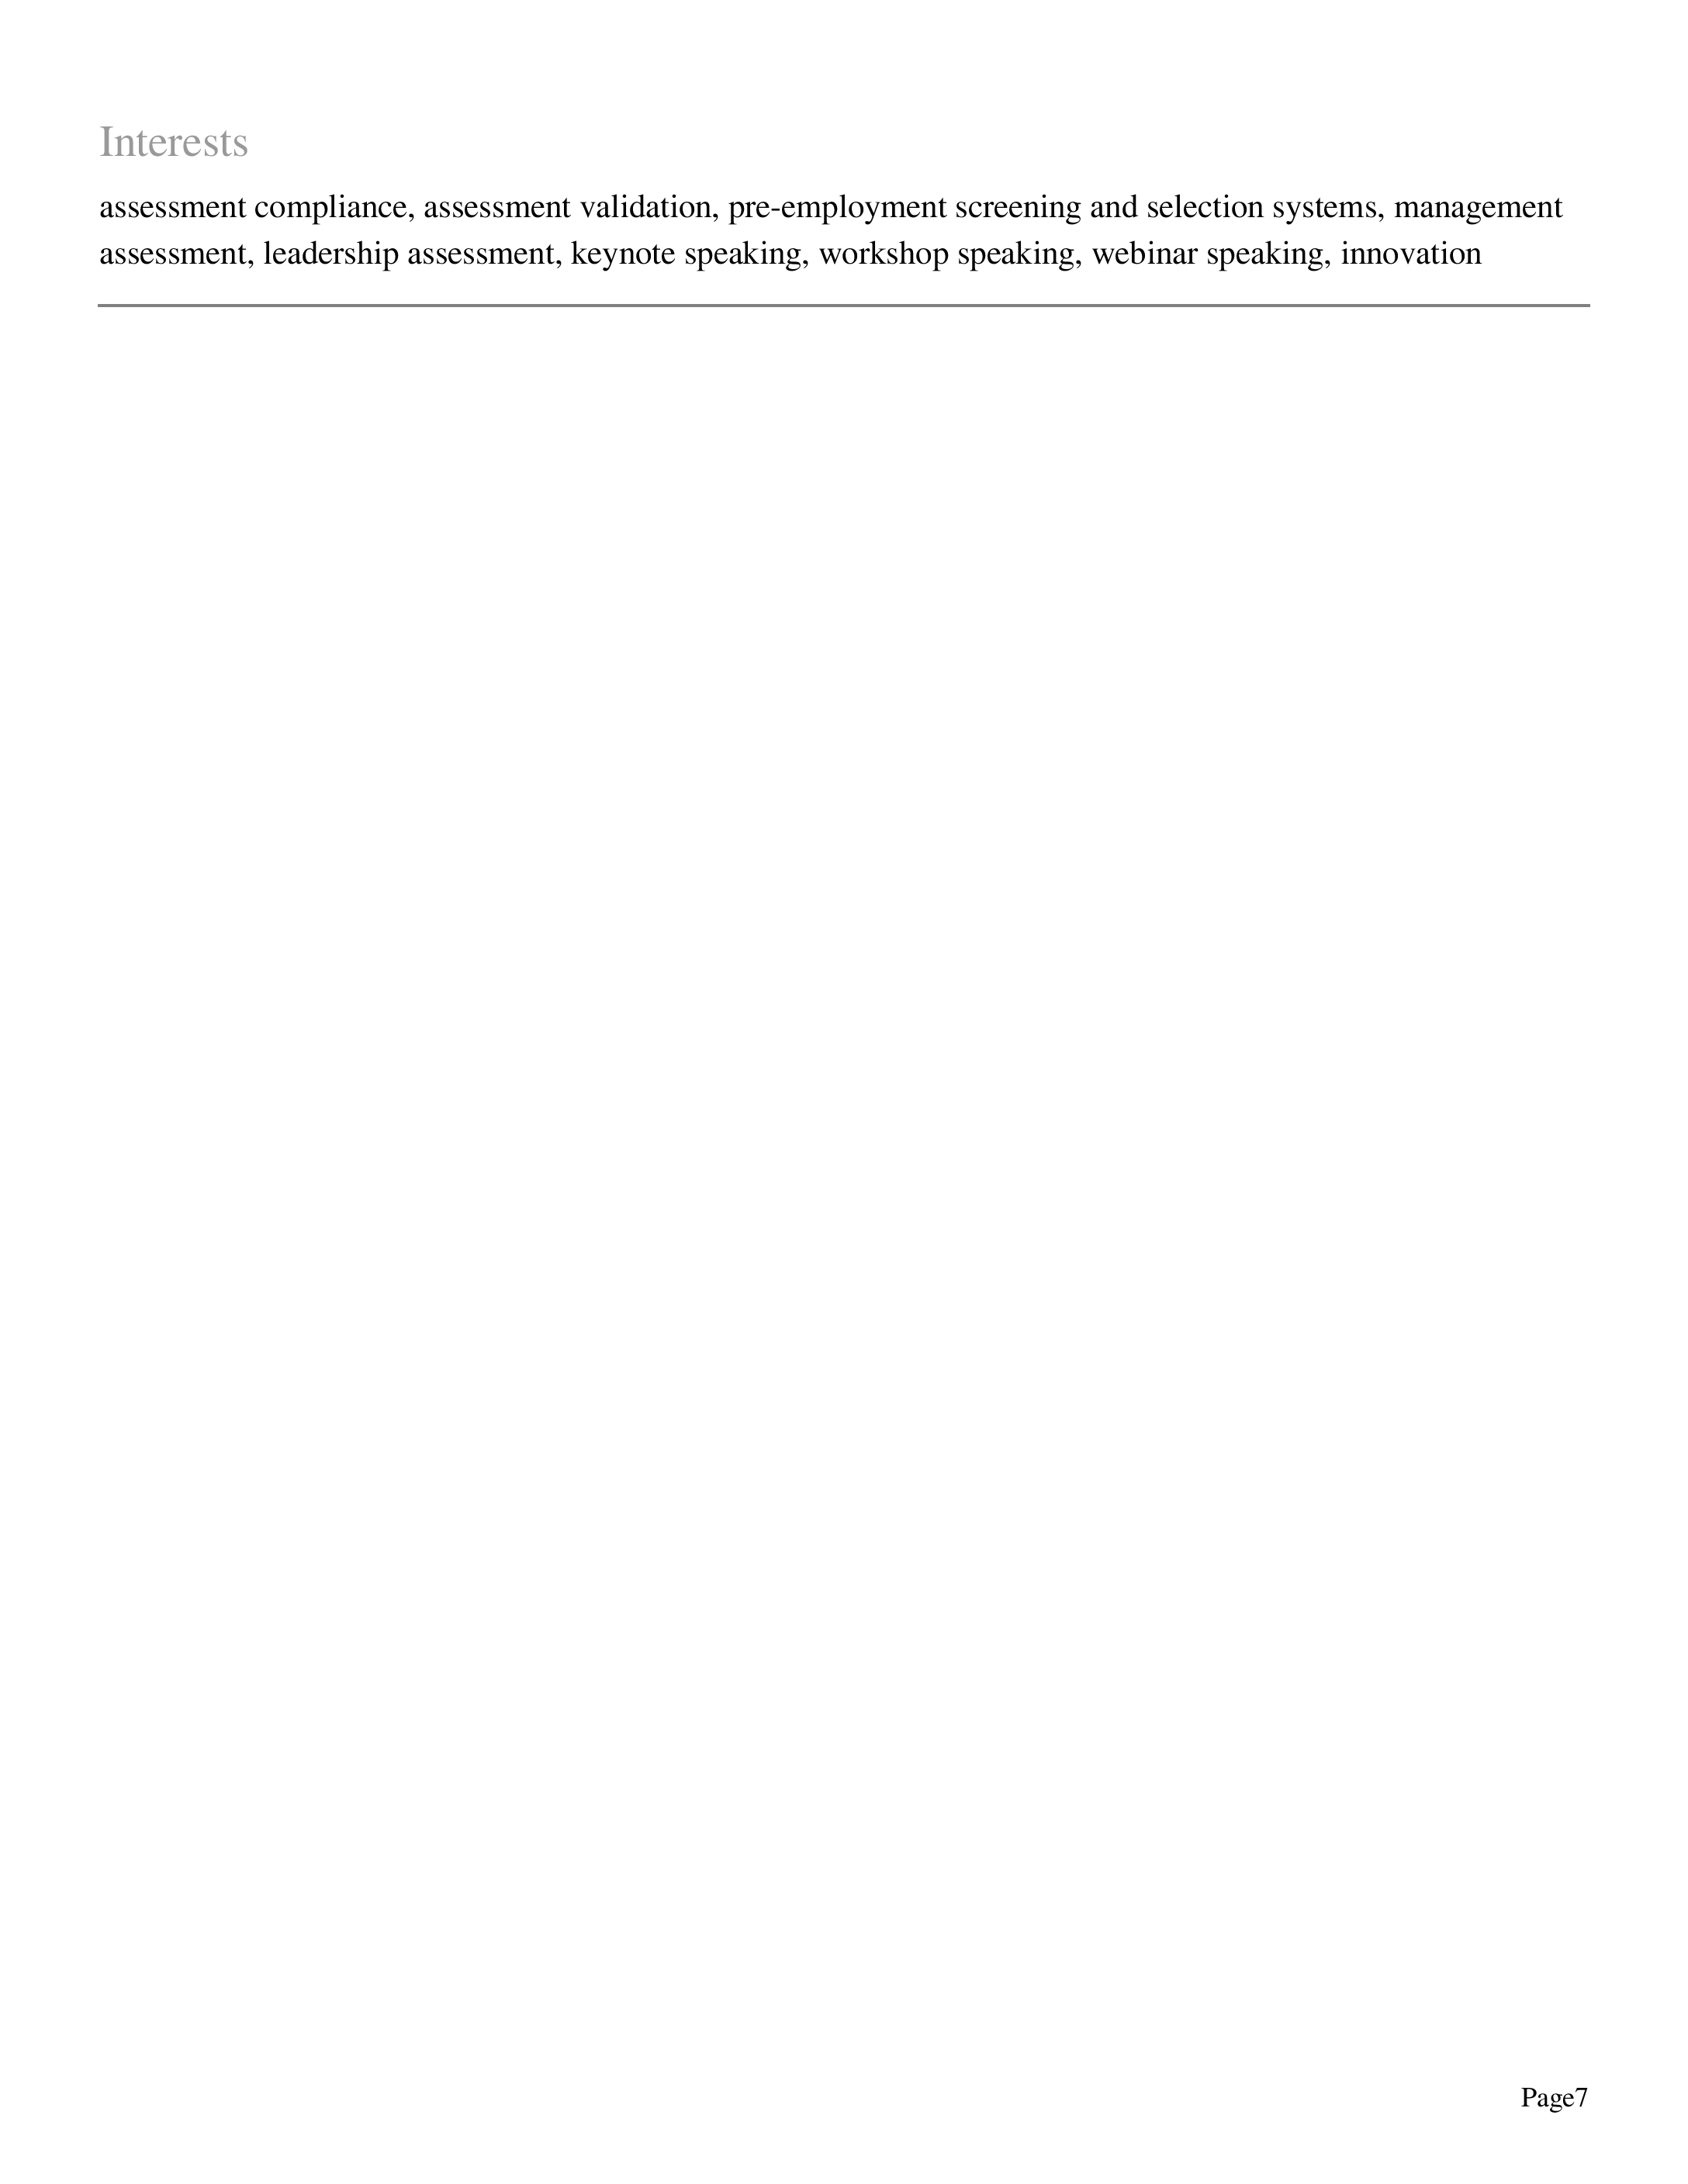 Interests
assessment compliance, assessment validation, pre-employment screening and selection systems, management
assessment, leadership assessment, keynote speaking, workshop speaking, webinar speaking, innovation
Page7